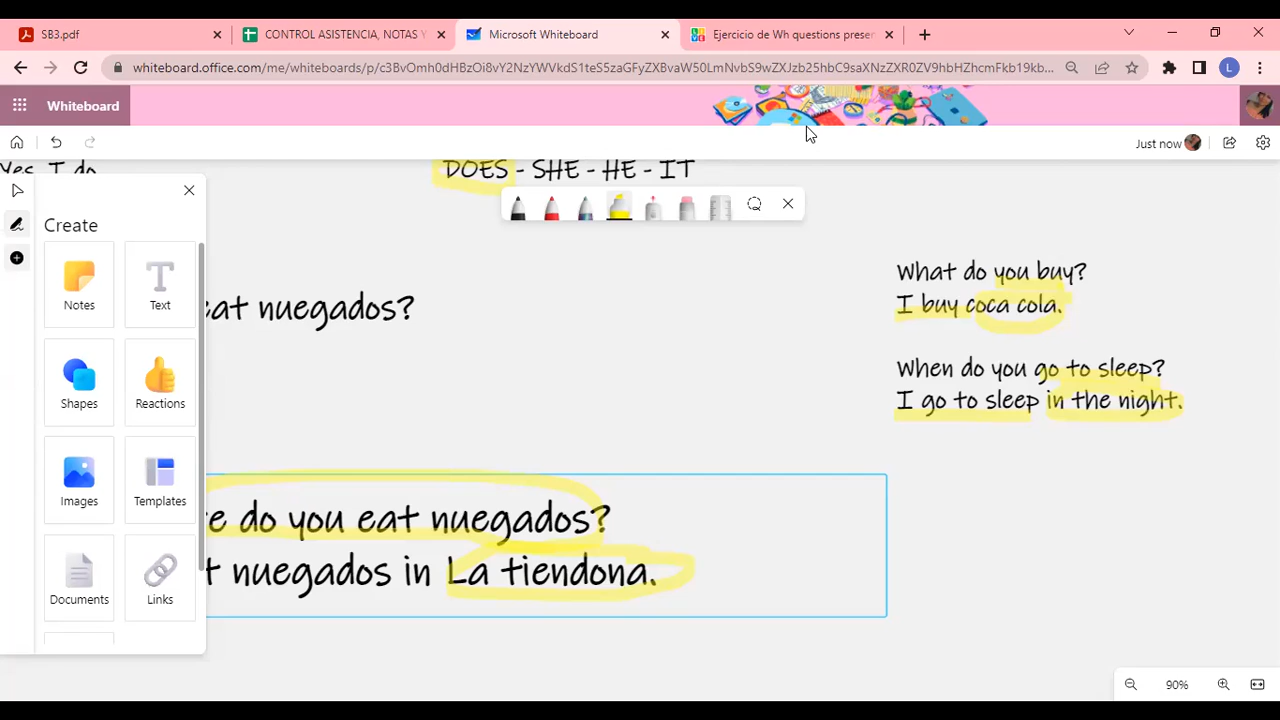 SB3.pdf
CONTROL ASISTENCIA, NOTAS Y
Microsoft Whiteboard
Ejercicio de Wh questions presen
whiteboard.office.com/me/whiteboards/p/c3BvOmh0dHBzOi8vY2NzYWVkdS1teS5zaGFyZXBvaW50LmNvbS9wZXJzb25hbC9saXNzZXR0ZV9hbHZhcmFkb19kb...
L
Whiteboard
Just now
Yes, I do
DOES - SHE - HE - IT
Create
Notes
Text
Shapes
Reactions
Images
Templates
Documents
Links
eat nuegados?
What do you buy?
I buy coca cola.
When do you go to sleep?
I go to sleep in the night.
e do you eat nuegados?
t nuegados in La tiendona.
90%